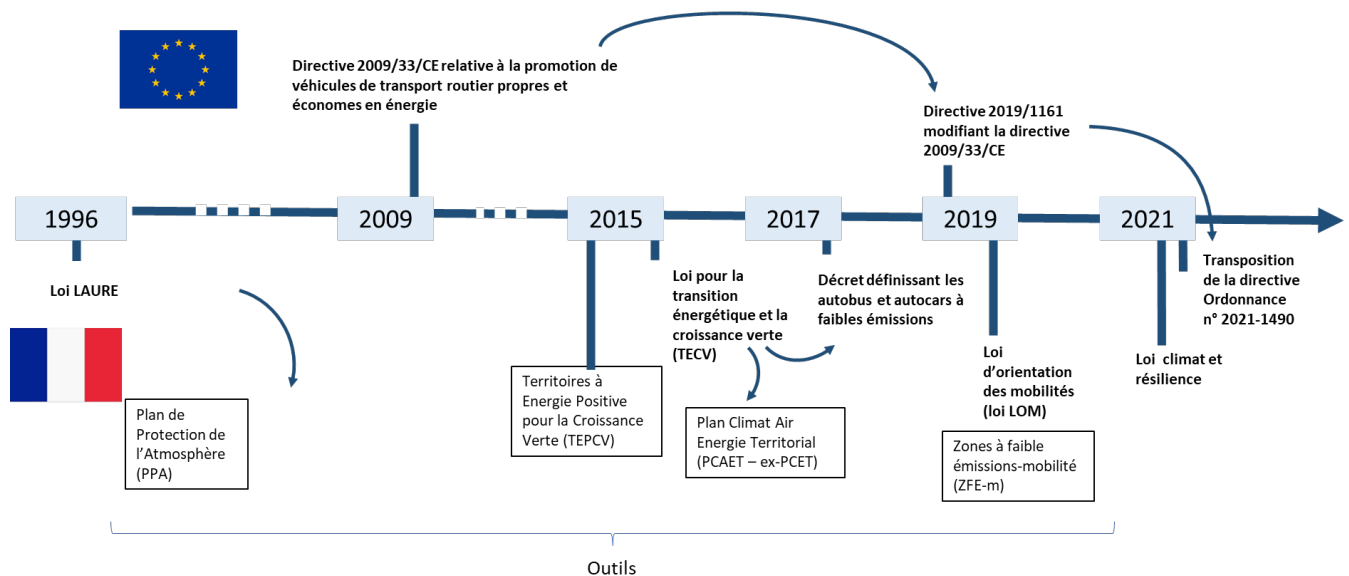 Directive 2009/33/CE relative à la promotion de
véhicules de transport routier propres et
économes en énergie
Directive 2019/1161
modifiant la directive
2009/33/CE
1996
2009
2015
2017
2019
2021
Loi LAURE
Loi pour la
transition
énergétique et la
croissance verte
(TECV)
Décret définissant les
autobus et autocars à
faibles émissions
Transposition
de la directive
Ordonnance
n° 2021-1490
Loi
d’orientation
des mobilités
(loi LOM)
Loi climat et
résilience
Plan de
Protection de
l’Atmosphère
(PPA)
Territoires à
Energie Positive
pour la Croissance
Verte (TEPCV)
Plan Climat Air
Energie Territorial
(PCAET – ex-PCET)
Zones à faible
émissions-mobilité
(ZFE-m)
Outils